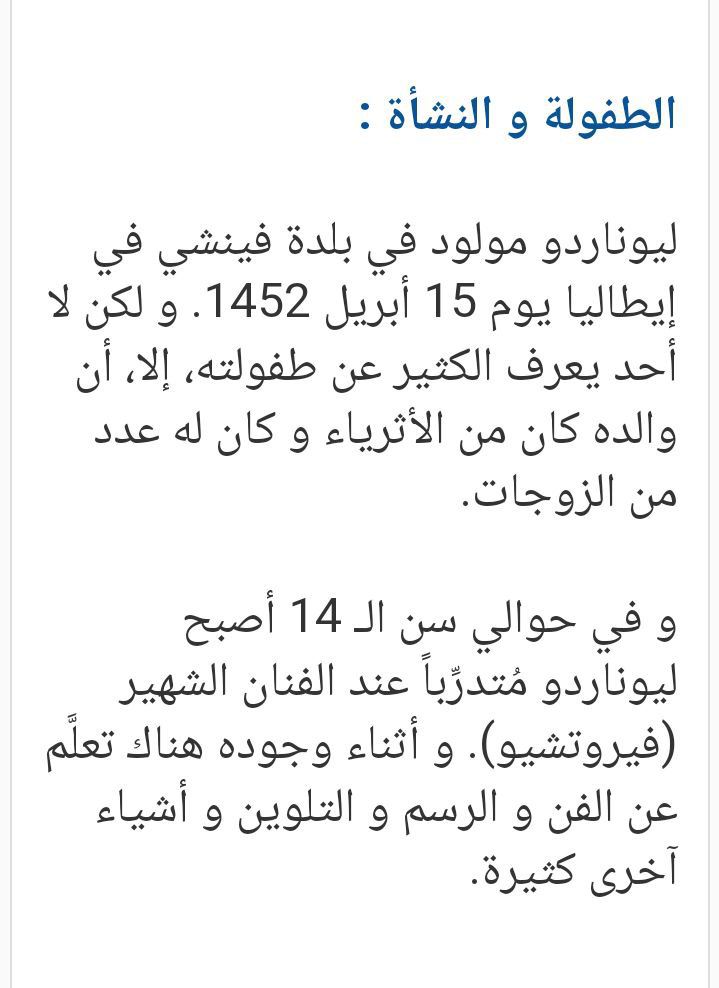 الطفولة و النشأة :
ليوناردو مولود في بلدة فينشي في
إيطاليا يوم 15 أبريل 1452. و لكن لا
أحد يعرف الكثير عن طفولته، إلا، أن
والده كان من الأثرياء و كان له عدد
من الزوجات.
و في حوالي سن الـ 14 أصبح
ليوناردو مُتدرِّباً عند الفنان الشهير
(فيروتشيو). و أثناء وجوده هناك تعلَّم
عن الفن و الرسم و التلوين و أشياء
آخرى كثيرة.